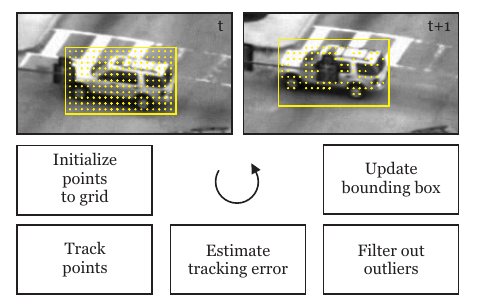 t
t+1
Initialize
points
to grid
Update
bounding box
Track
points
Estimate
tracking error
Filter out
outliers